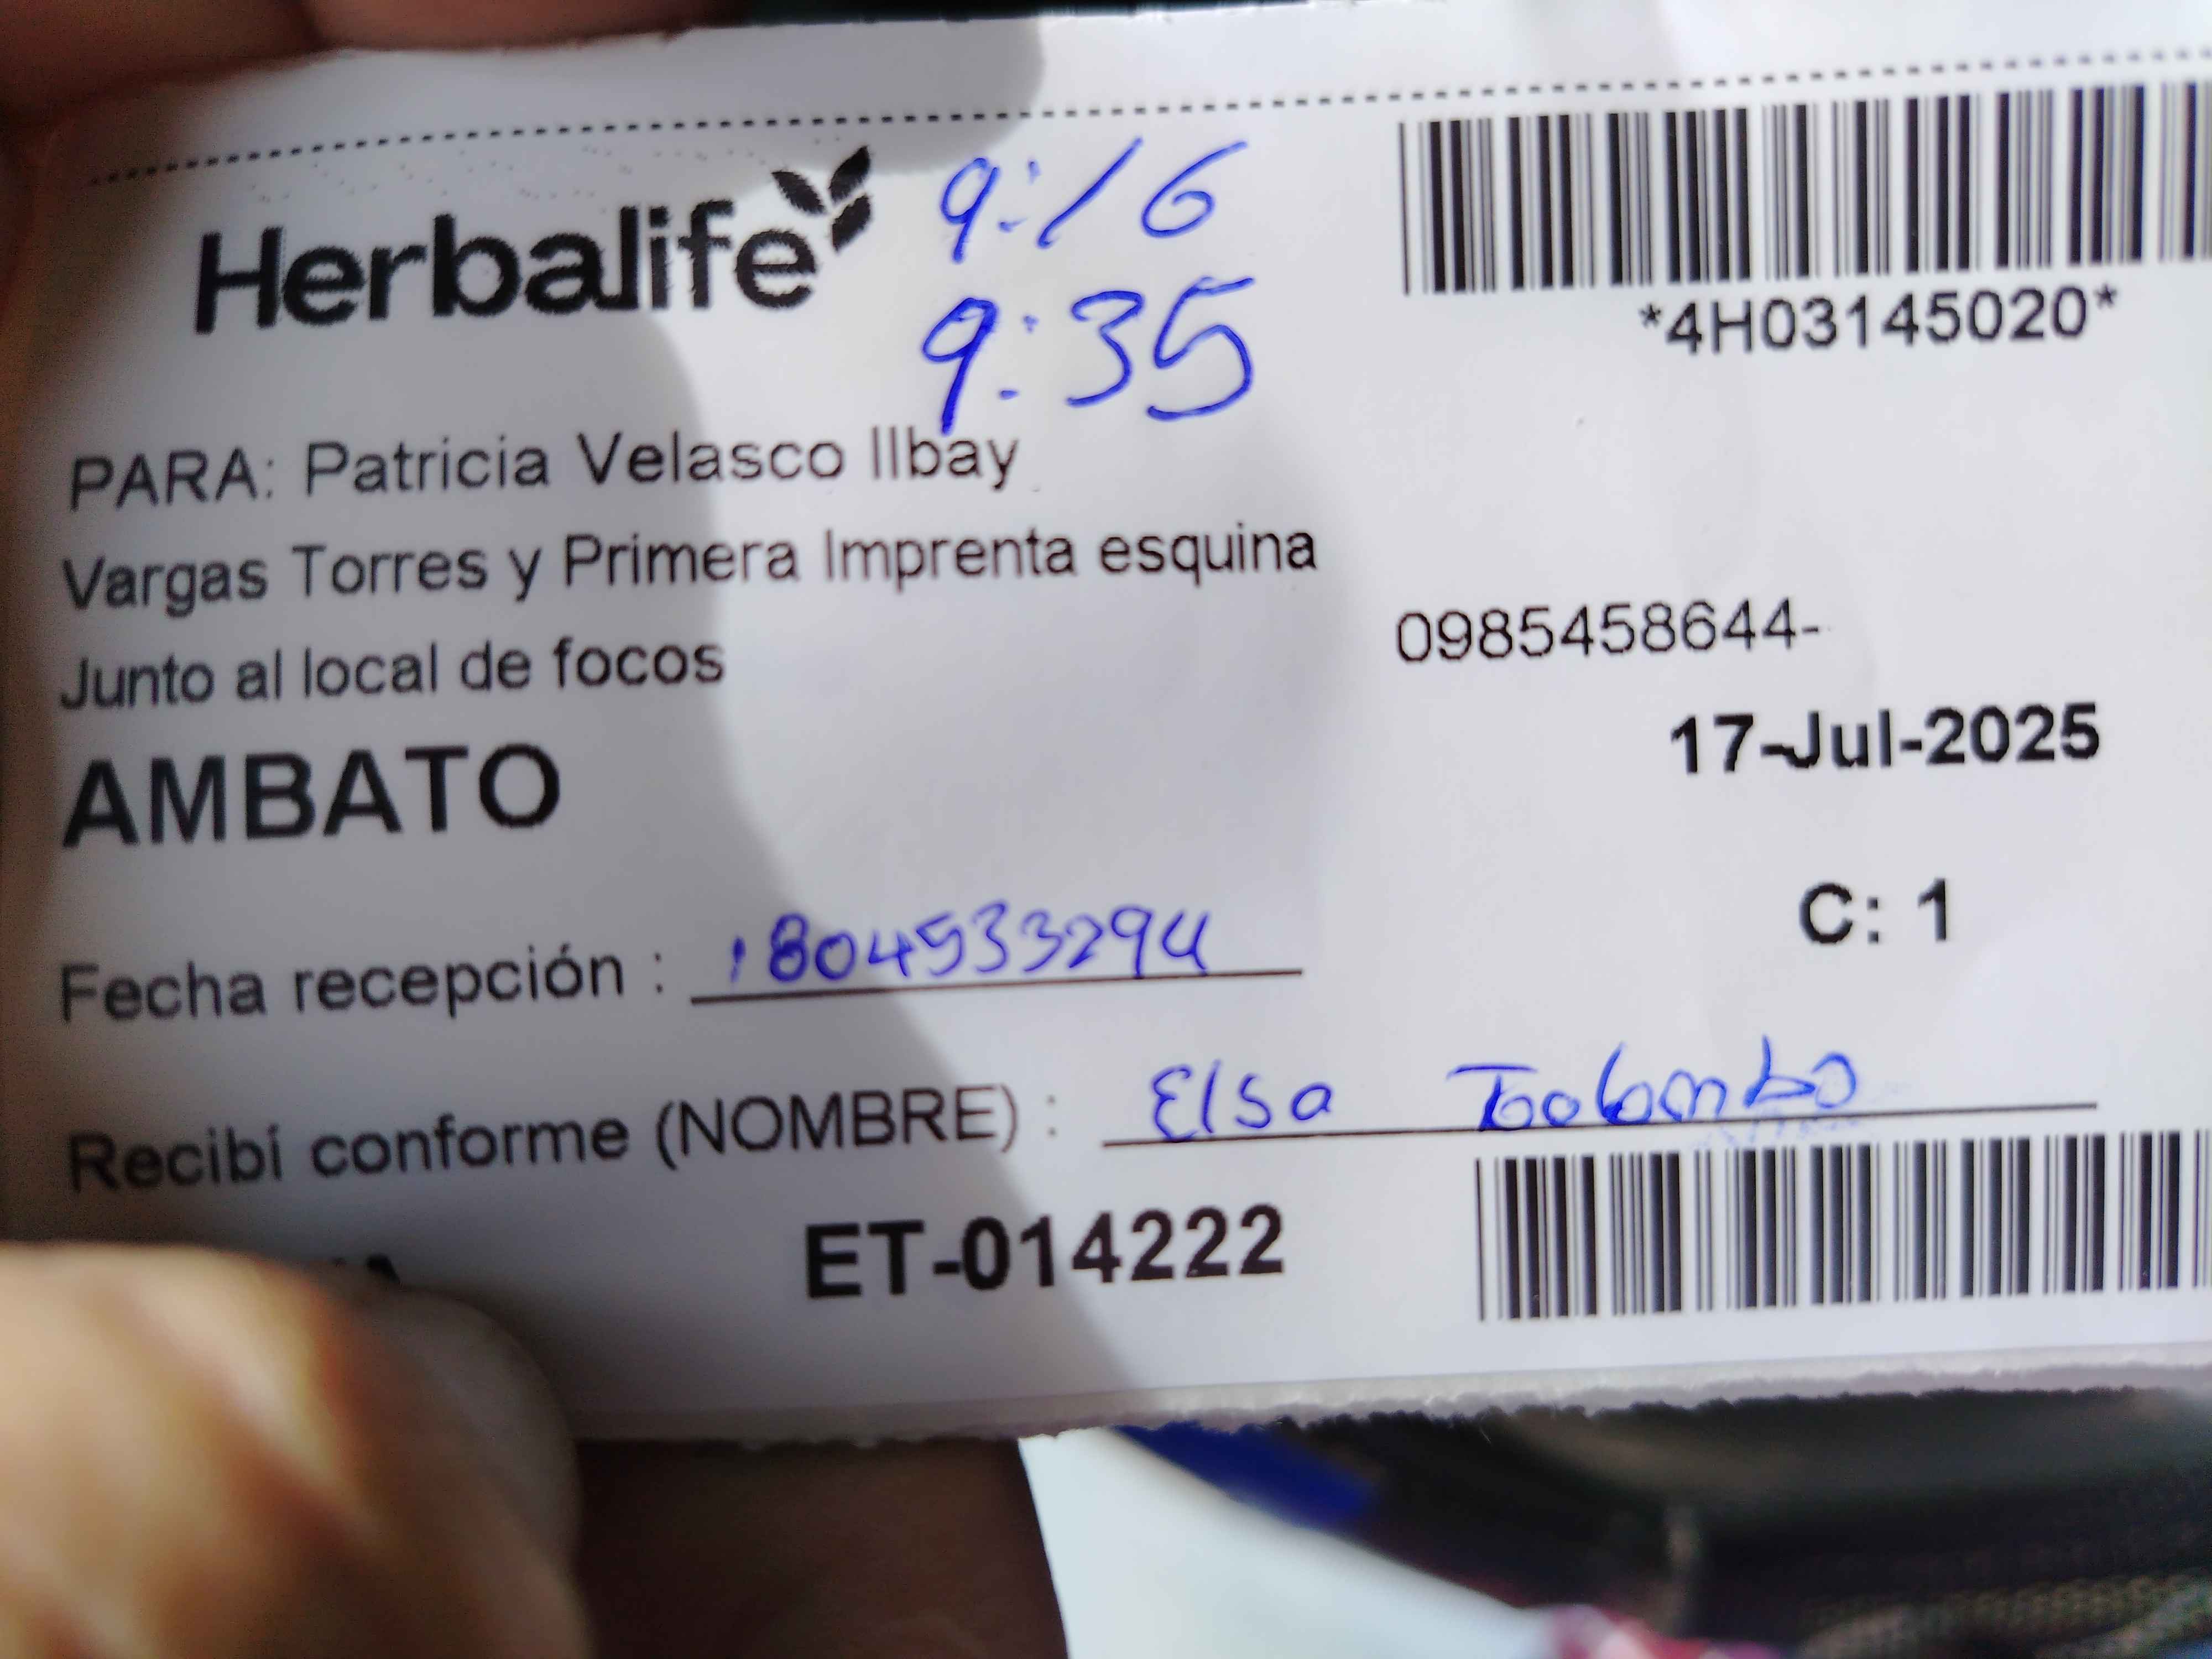 Herbalife
9:16
9:35
*4H03145020*
PARA: Patricia Velasco Ilbay
Vargas Torres y Primera Imprenta esquina
0985458644-
Junto al local de focos
17-Jul-2025
AMBATO
C: 1
Fecha recepción : 1804533294
Recibí conforme (NOMBRE) : Elsa
ET-014222